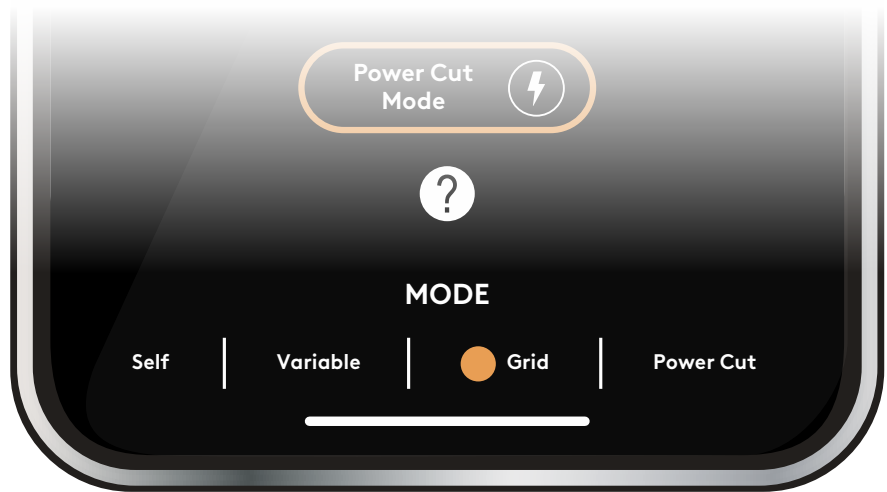 Power Cut
Mode
?
MODE
Self
Variable
Grid
Power Cut